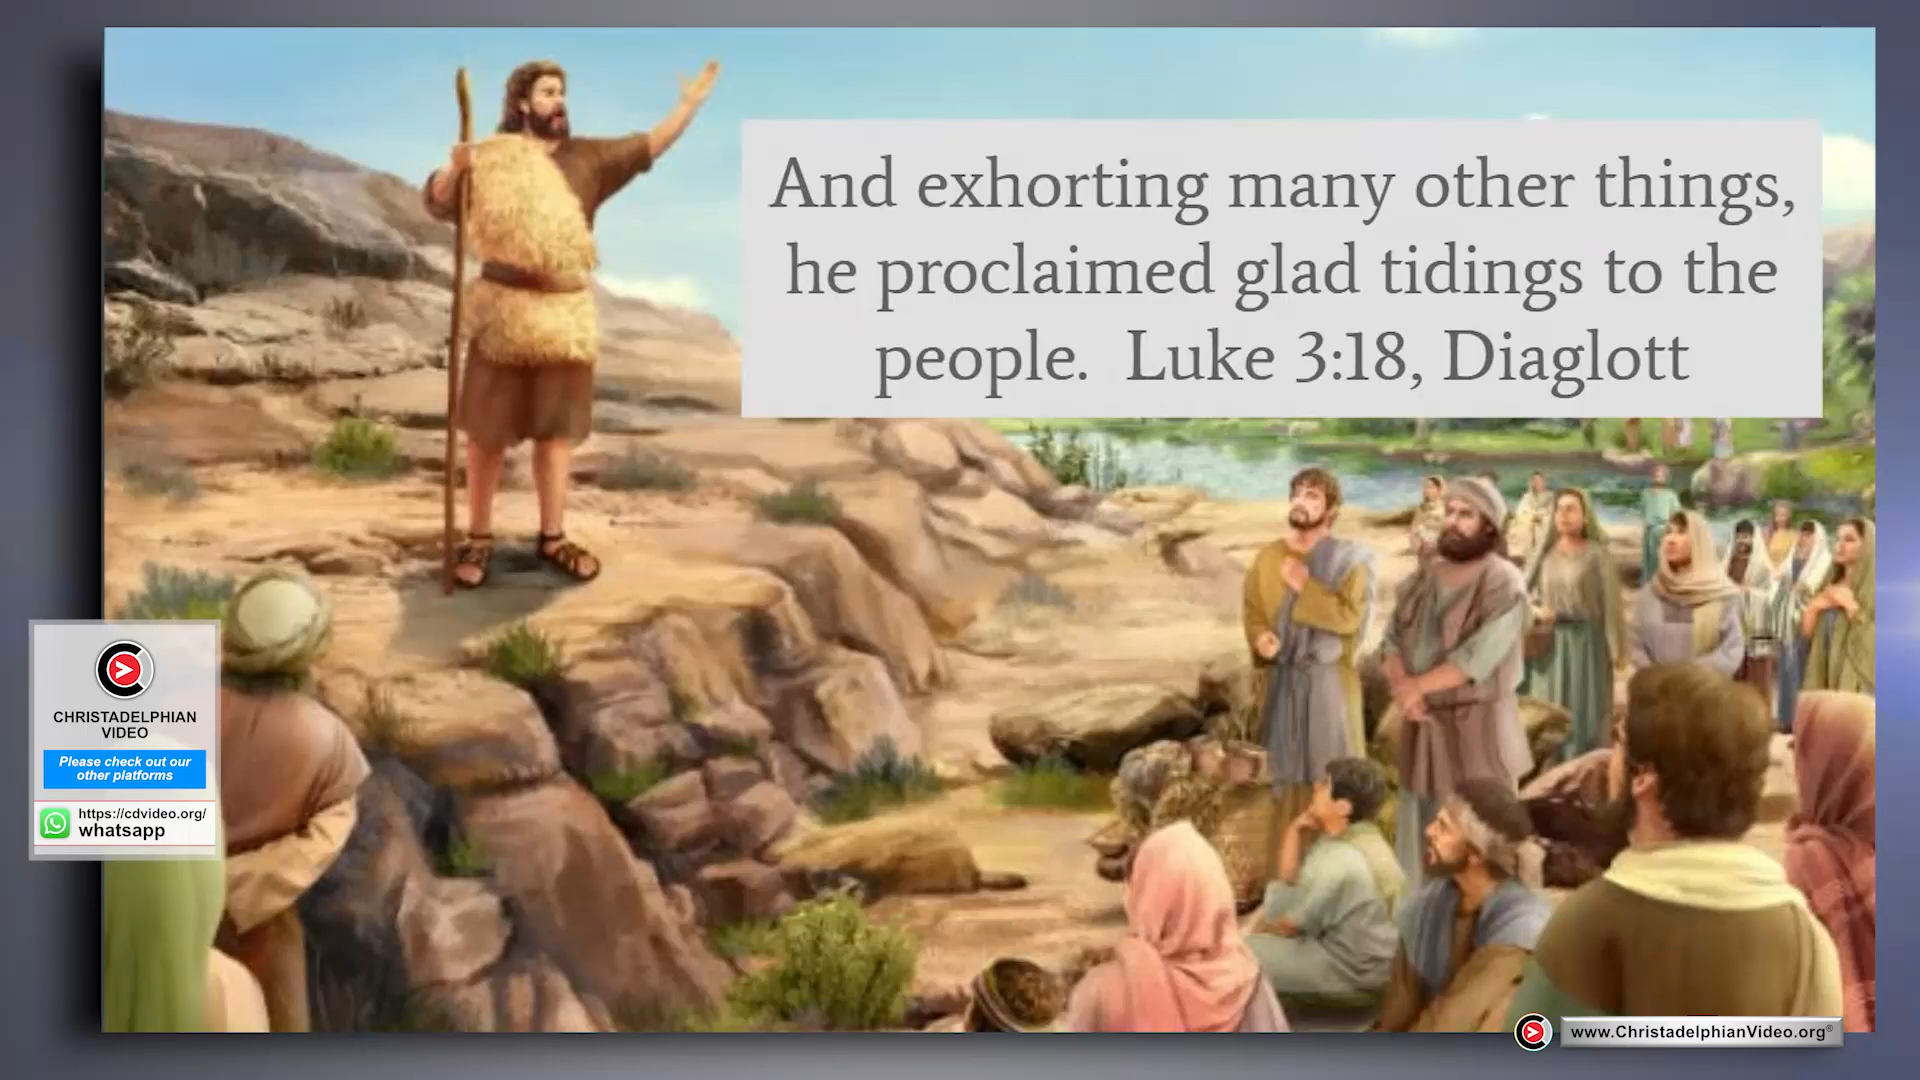 And exhorting many other things,
he proclaimed glad tidings to the
people.  Luke 3:18, Diaglott
CHRISTADELPHIAN
VIDEO
Please check out our
other platforms
https://cdvideo.org/
whatsapp
www.ChristadelphianVideo.org®